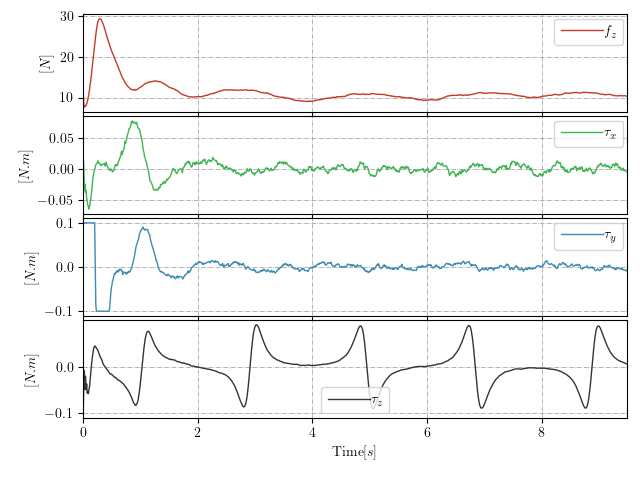 30
20
10
[N]
f_z
0.05
0.00
−0.05
[N.m]
τ_x
0.1
0.0
−0.1
[N.m]
τ_y
0.0
−0.1
[N.m]
τ_z
0 2 4 6 8
Time[s]